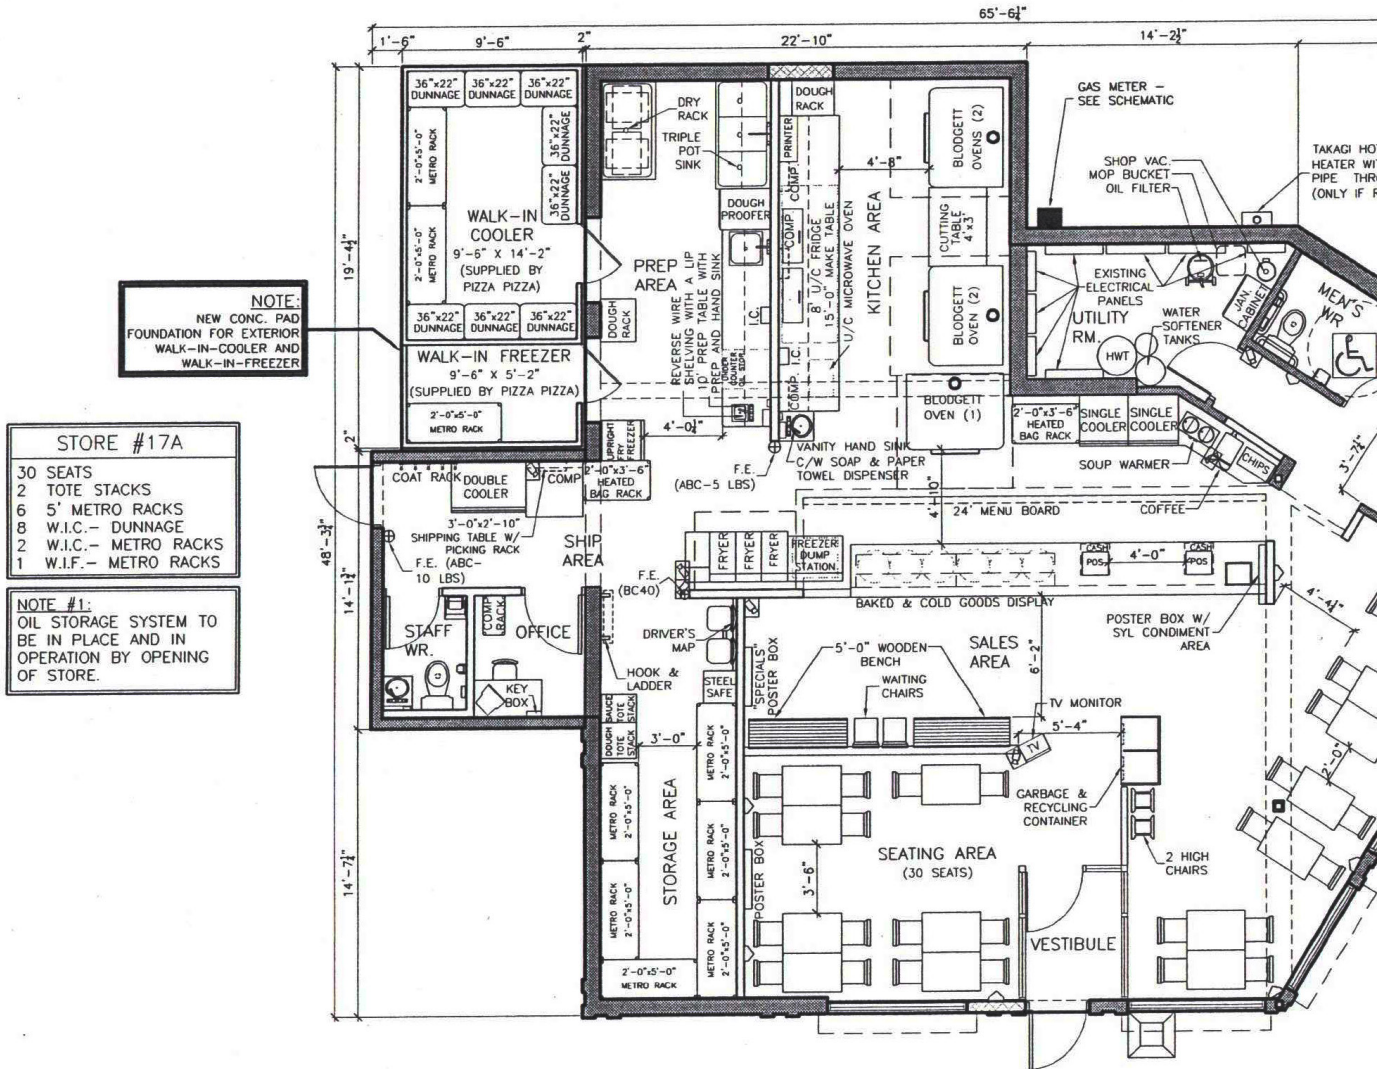 65'-6¼"
1'-6"
9'-6"
2"
22'-10"
14'-2½"
36"x22"
DUNNAGE
36"x22"
DUNNAGE
36"x22"
DUNNAGE
36"x22"
DUNNAGE
36"x22"
DUNNAGE
2'-0"x5'-0"
METRO RACK
2'-0"x5'-0"
METRO RACK
WALK-IN
COOLER
9'-6" X 14'-2"
(SUPPLIED BY
PIZZA PIZZA)
36"x22"
DUNNAGE
36"x22"
DUNNAGE
36"x22"
DUNNAGE
WALK-IN FREEZER
9'-6" X 5'-2"
(SUPPLIED BY PIZZA PIZZA)
2'-0"x5'-0"
METRO RACK
19'-4½"
2"
48'-3¾"
14'-1½"
14'-7½"
NOTE:
NEW CONC. PAD
FOUNDATION FOR EXTERIOR
WALK-IN-COOLER AND
WALK-IN-FREEZER
STORE #17A
30 SEATS
2 TOTE STACKS
6 5' METRO RACKS
8 W.I.C.- DUNNAGE
2 W.I.C.- METRO RACKS
1 W.I.F.- METRO RACKS
NOTE #1:
OIL STORAGE SYSTEM TO
BE IN PLACE AND IN
OPERATION BY OPENING
OF STORE.
DRY
RACK
TRIPLE
POT
SINK
DOUGH
PROOFER
PREP
AREA
DOUGH
RACK
REVERSE WIRE
SHELVING WITH A LIP
10' PREP TABLE WITH
PREP AND HAND SINK
UNDER
COUNTER
I.C.
4'-0½"
UPRIGHT
FRY
FREEZER
2'-0"x3'-6"
HEATED
BAG RACK
F.E.
(ABC-5 LBS)
DOUGH
RACK
PRINTER
COMP.
COMP.
COMP.
I.C.
8' U/C FRIDGE
15'-0" MAKE TABLE
U/C MICROWAVE OVEN
4'-8"
KITCHEN AREA
BLODGETT
OVENS (2)
CUTTING
TABLE
4'x3'
BLODGETT
OVEN (2)
BLODGETT
OVEN (1)
VANITY HAND SINK
C/W SOAP & PAPER
TOWEL DISPENSER
4'-10"
GAS METER -
SEE SCHEMATIC
SHOP VAC.
MOP BUCKET
OIL FILTER
TAKAGI HO
HEATER WI
PIPE THR
(ONLY IF R
EXISTING
ELECTRICAL
PANELS
UTILITY
RM.
JAN.
CABINET
WATER
SOFTENER
TANKS
HWT
MEN'S
WR
2'-0"x3'-6"
HEATED
BAG RACK
SINGLE
COOLER
SINGLE
COOLER
SOUP WARMER
CHIPS
COFFEE
3'-7½"
24' MENU BOARD
COAT RACK
DOUBLE
COOLER
COMP
3'-0"x2'-10"
SHIPPING TABLE W/
PICKING RACK
SHIP
AREA
F.E. (ABC-
10 LBS)
STAFF
WR.
COMP
RACK
OFFICE
KEY
BOX
F.E.
(BC40)
FRYER
FRYER
FRYER
FREEZER
DUMP
STATION
BAKED & COLD GOODS DISPLAY
CASH
POS
4'-0"
CASH
POS
POSTER BOX W/
SYL CONDIMENT
AREA
4'-4½"
DRIVER'S
MAP
HOOK &
LADDER
STEEL
SAFE
"SPECIALS"
POSTER BOX
5'-0" WOODEN
BENCH
WAITING
CHAIRS
SALES
AREA
6'-2"
TV MONITOR
TV
5'-4"
GARBAGE &
RECYCLING
CONTAINER
2'-0"
SAUCE
TOTE
STACK
DOUGH
TOTE
STACK
3'-0"
METRO RACK
2'-0"x5'-0"
METRO RACK
2'-0"x5'-0"
METRO RACK
2'-0"x5'-0"
METRO RACK
2'-0"x5'-0"
METRO RACK
2'-0"x5'-0"
2'-0"x5'-0"
METRO RACK
STORAGE AREA
POSTER BOX
SEATING AREA
(30 SEATS)
3'-6"
2 HIGH
CHAIRS
VESTIBULE